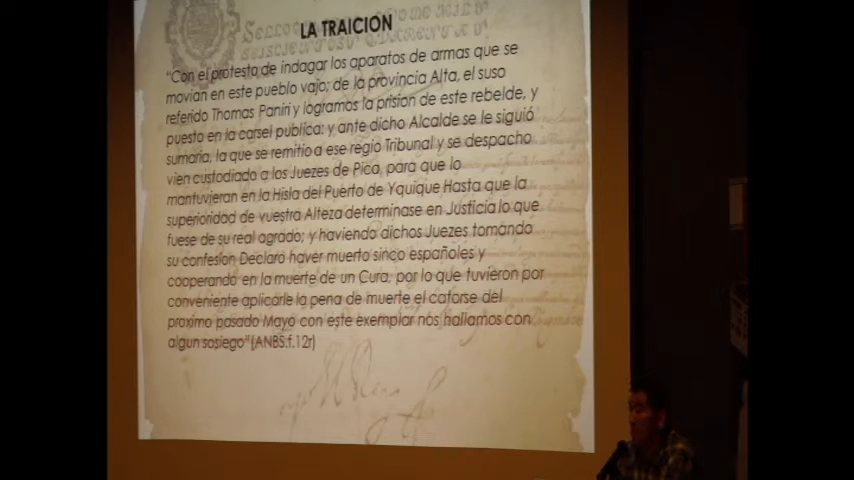 LA TRAICION
"Con el protesto de indagar los aparatos de armas que se
movian en este pueblo vajo; de la provincia Alta, el suso
referido Thomas Paniri y logramos la prision de este rebelde, y
puesto en la carsel publica: y ante dicho Alcalde se le siguió
sumaria, la que se remitio a ese regio Tribunal y se despacho
vien custodiado a los Juezes de Pica, para que lo
mantuvieran en la Hisla del Puerto de Yquique Hasta que la
superioridad de vuestra Alteza determinase en Justicia lo que
fuese de su real agrado; y haviendo dichos Juezes tomando
su confesion Declaro haver muerto sinco españoles y
cooperando en la muerte de un Cura, por lo que tuvieron por
conveniente aplicarle la pena de muerte el catorse del
proximo pasado Mayo con este exemplar nos hallamos con
algun sosiego"(ANBS:f.12r)